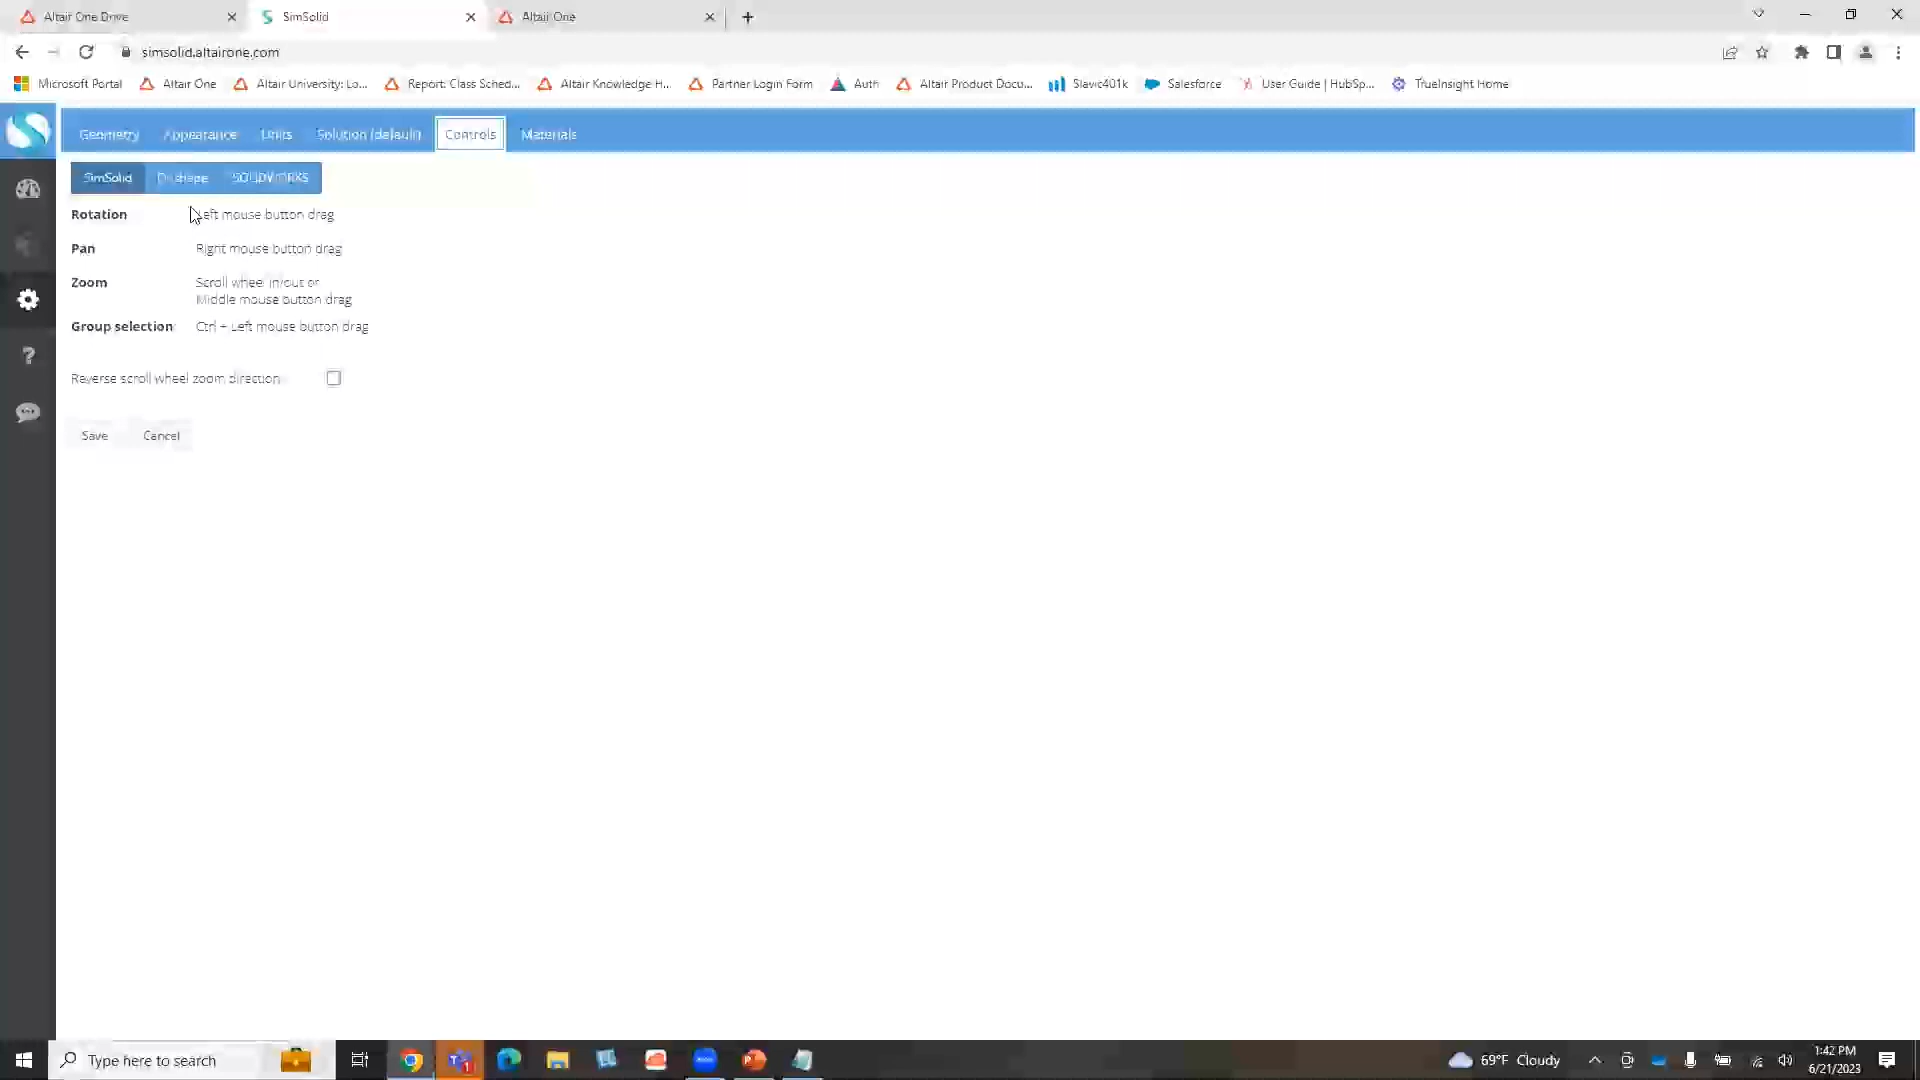 Altair One Drive
SimSolid
Altair One
simsolid.altairone.com
Microsoft Portal
Altair One
Altair University: Lo...
Report: Class Sched...
Altair Knowledge H...
Partner Login Form
Auth
Altair Product Docu...
Slavic401k
Salesforce
User Guide | HubSp...
TrueInsight Home
Geometry
Appearance
Units
Solution (default)
Controls
Materials
SimSolid
Onshape
SOLIDWORKS
Rotation
Left mouse button drag
Pan
Right mouse button drag
Zoom
Scroll wheel in/out or
Middle mouse button drag
Group selection
Ctrl + Left mouse button drag
Reverse scroll wheel zoom direction
Save
Cancel
Type here to search
1
69°F Cloudy
1:42 PM
6/21/2023